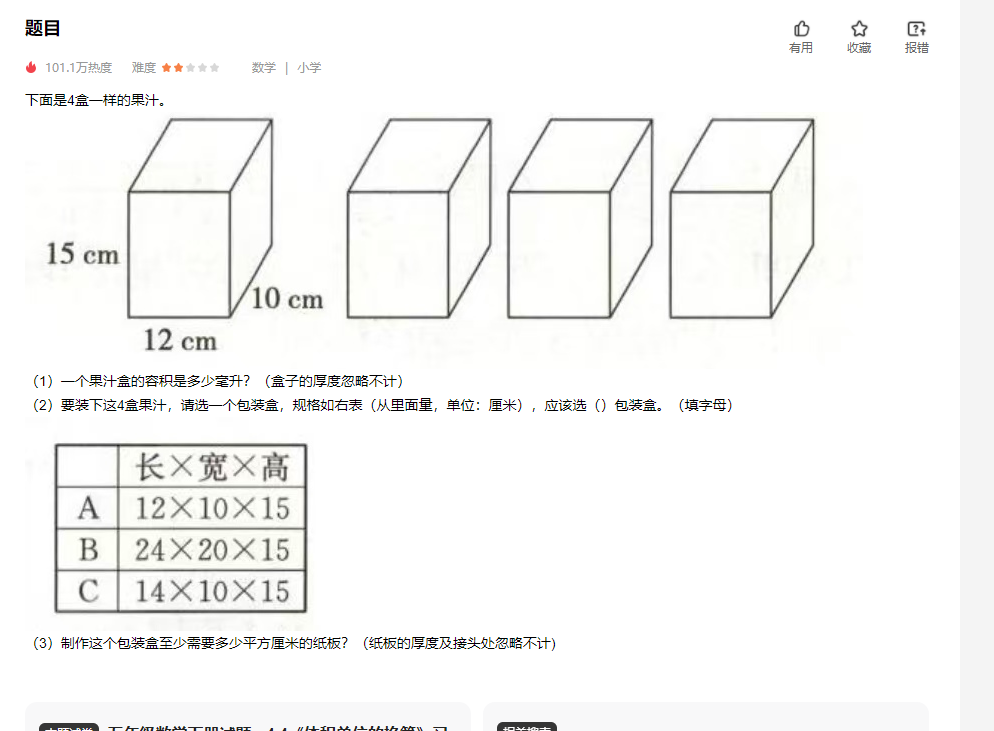 题目
有用 收藏 报错
101.1万热度 难度 数学 | 小学
下面是4盒一样的果汁。
15 cm
10 cm
12 cm
（1）一个果汁盒的容积是多少毫升？（盒子的厚度忽略不计）
（2）要装下这4盒果汁，请选一个包装盒，规格如右表（从里面量，单位：厘米），应该选（）包装盒。（填字母）
长×宽×高
A 12×10×15
B 24×20×15
C 14×10×15
（3）制作这个包装盒至少需要多少平方厘米的纸板？（纸板的厚度及接头处忽略不计）